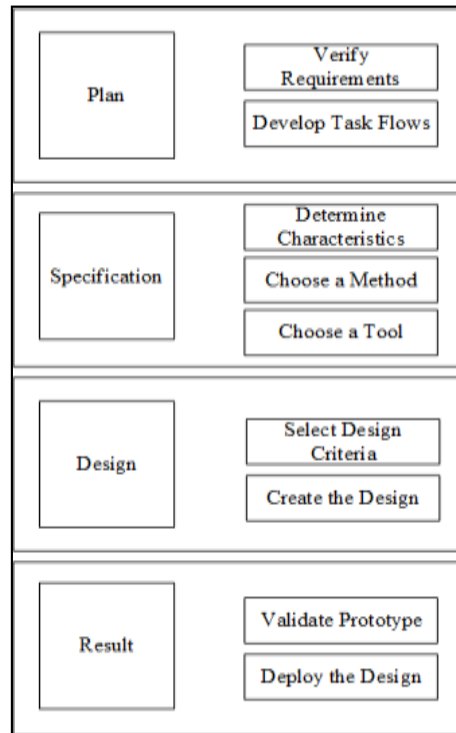 Plan
Verify
Requirements
Develop Task Flows
Specification
Determine
Characteristics
Choose a Method
Choose a Tool
Design
Select Design
Criteria
Create the Design
Result
Validate Prototype
Deploy the Design